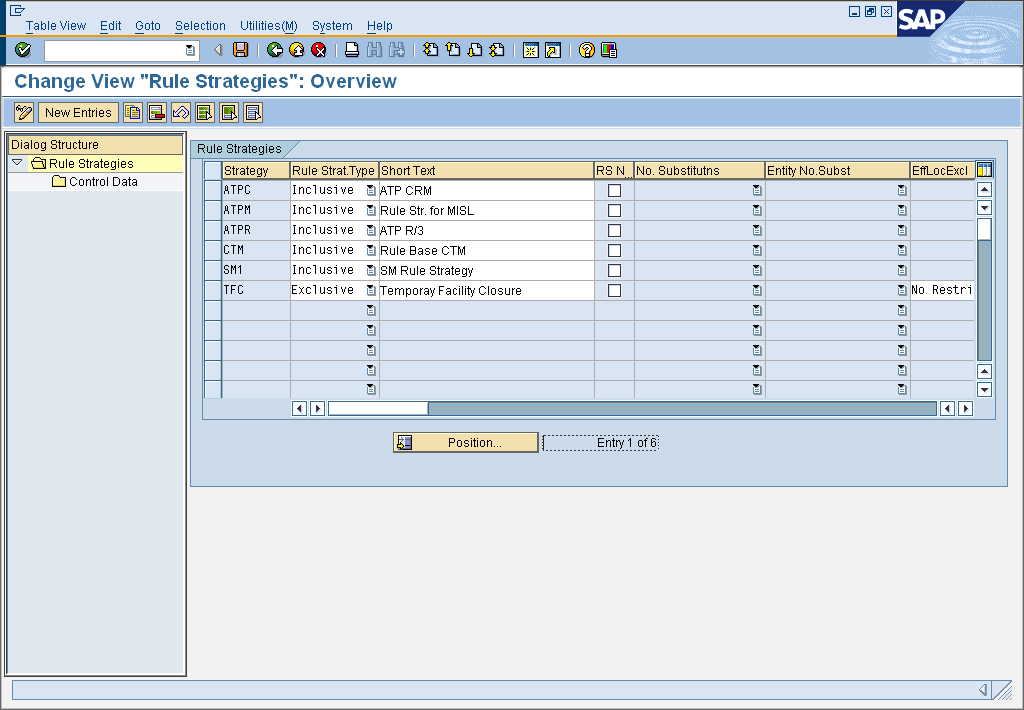 Table View Edit Goto Selection Utilities(M) System Help
SAP
Change View "Rule Strategies": Overview
New Entries
Dialog Structure
Rule Strategies
Control Data
Rule Strategies
Strategy Rule Strat.Type Short Text RS N... No. Substitutns Entity No.Subst EffLocExcl
ATPC Inclusive ATP CRM
ATPM Inclusive Rule Str. for MISL
ATPR Inclusive ATP R/3
CTM Inclusive Rule Base CTM
SM1 Inclusive SM Rule Strategy
TFC Exclusive Temporay Facility Closure No Restri
Position... Entry 1 of 6